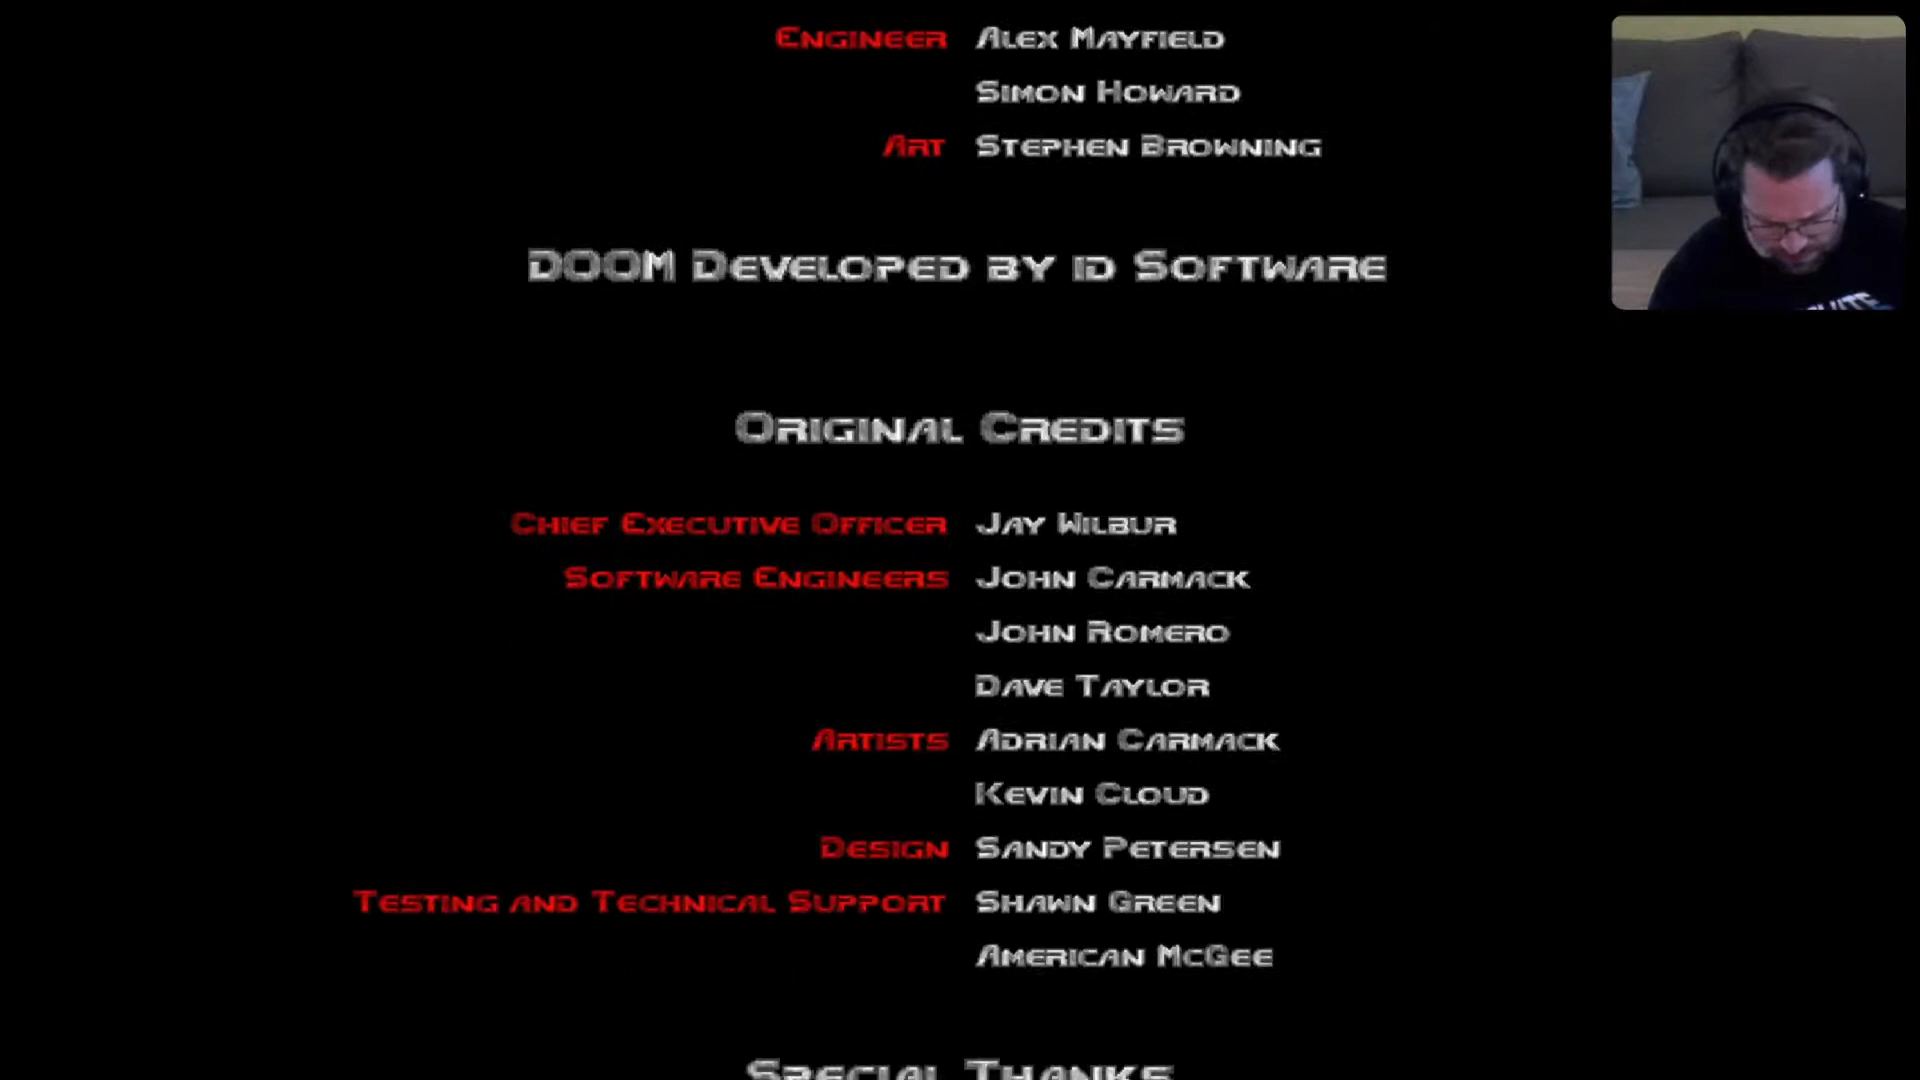 Engineer Alex Mayfield
Simon Howard
Art Stephen Browning
DOOM Developed by id Software
Original Credits
Chief Executive Officer Jay Wilbur
Software Engineers John Carmack
John Romero
Dave Taylor
Artists Adrian Carmack
Kevin Cloud
Design Sandy Petersen
Testing and Technical Support Shawn Green
American McGee
Special Thanks